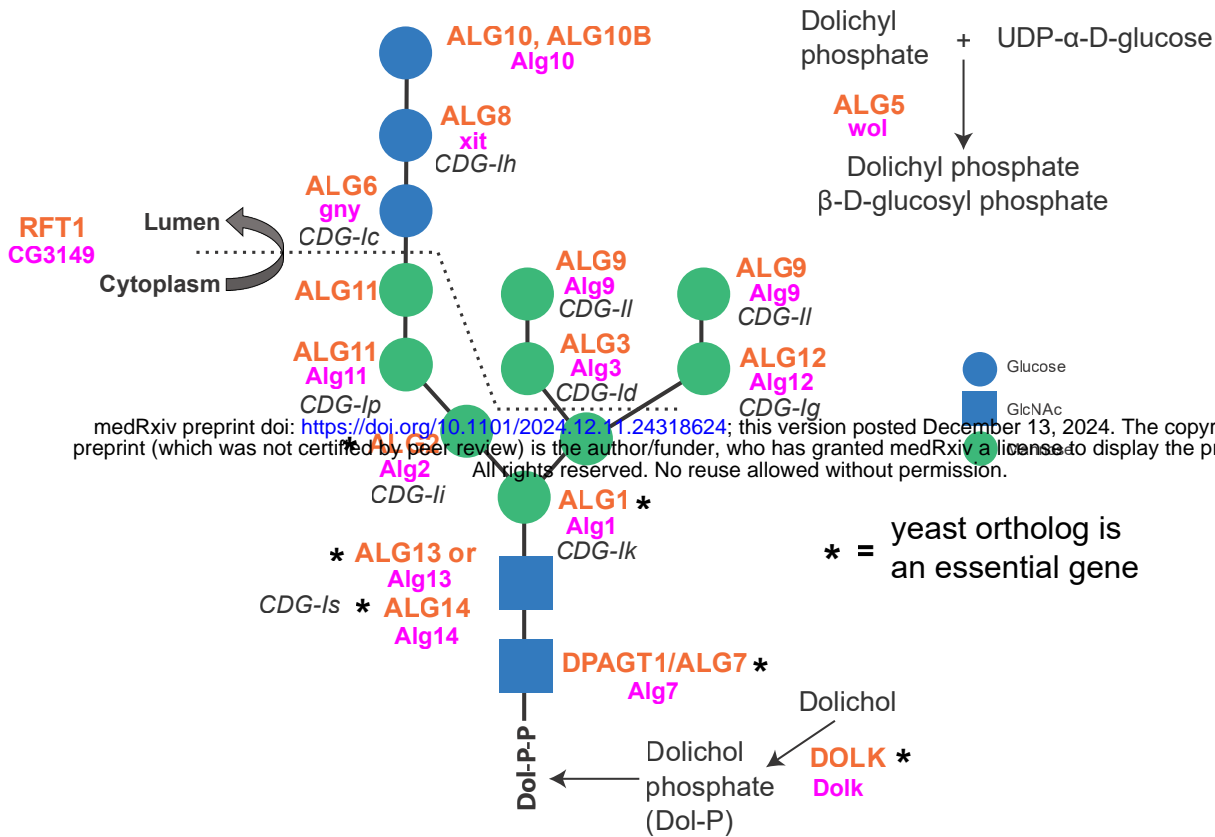 ALG10, ALG10B
Alg10
ALG8
xit
CDG-Ih
ALG6
gny
CDG-Ic
RFT1
CG3149
Lumen
Cytoplasm
ALG11
ALG11
Alg11
CDG-Ip
ALG9
Alg9
CDG-Il
ALG3
Alg3
CDG-Id
ALG9
Alg9
CDG-Il
ALG12
Alg12
CDG-Ig
Dolichyl
phosphate
+ UDP-α-D-glucose
ALG5
wol
Dolichyl phosphate
β-D-glucosyl phosphate
Glucose
GlcNAc
Mannose
medRxiv preprint doi: https://doi.org/10.1101/2024.12.11.24318624; this version posted December 13, 2024. The copyr
preprint (which was not certified by peer review) is the author/funder, who has granted medRxiv a license to display the pr
All rights reserved. No reuse allowed without permission.
* ALG2
Alg2
CDG-Ii
ALG1 *
Alg1
CDG-Ik
* ALG13 or
Alg13
CDG-Is * ALG14
Alg14
* = yeast ortholog is
an essential gene
DPAGT1/ALG7 *
Alg7
Dol-P-P
Dolichol
DOLK *
Dolk
Dolichol
phosphate
(Dol-P)